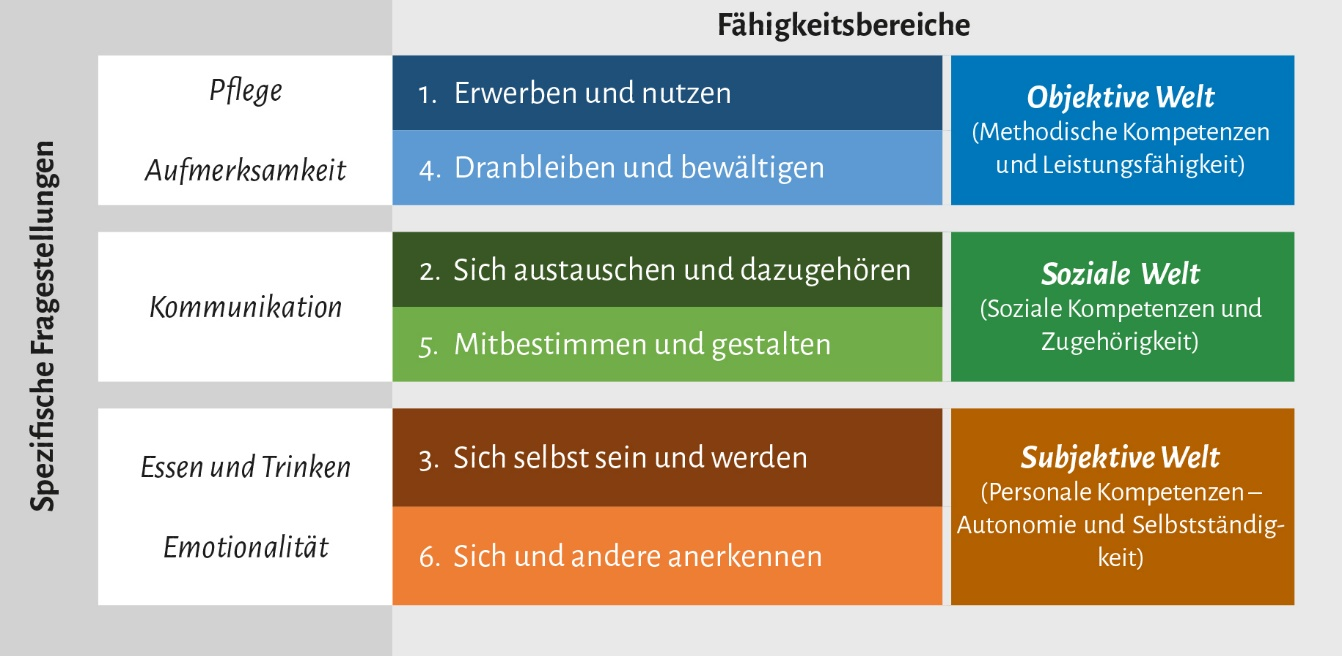 Fähigkeitsbereiche
Spezifische Fragestellungen
Pflege
Aufmerksamkeit
1. Erwerben und nutzen
4. Dranbleiben und bewältigen
Objektive Welt
(Methodische Kompetenzen
und Leistungsfähigkeit)
Kommunikation
2. Sich austauschen und dazugehören
5. Mitbestimmen und gestalten
Soziale Welt
(Soziale Kompetenzen und
Zugehörigkeit)
Essen und Trinken
Emotionalität
3. Sich selbst sein und werden
6. Sich und andere anerkennen
Subjektive Welt
(Personale Kompetenzen –
Autonomie und Selbstständig-
keit)